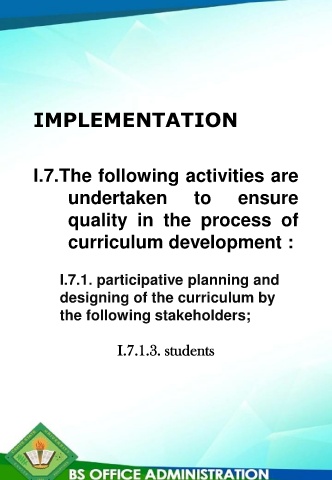 IMPLEMENTATION
I.7.The following activities are
undertaken to ensure
quality in the process of
curriculum development :
I.7.1. participative planning and
designing of the curriculum by
the following stakeholders;
I.7.1.3. students
BS OFFICE ADMINISTRATION